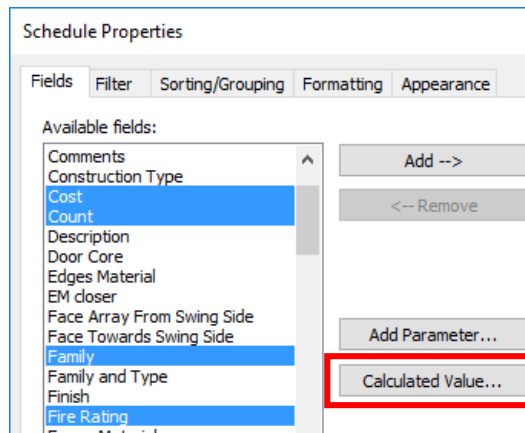 Schedule Properties
Fields Filter Sorting/Grouping Formatting Appearance
Available fields:
Comments
Construction Type
Cost
Count
Description
Door Core
Edges Material
EM closer
Face Array From Swing Side
Face Towards Swing Side
Family
Family and Type
Finish
Fire Rating
Add -->
<-- Remove
Add Parameter...
Calculated Value...